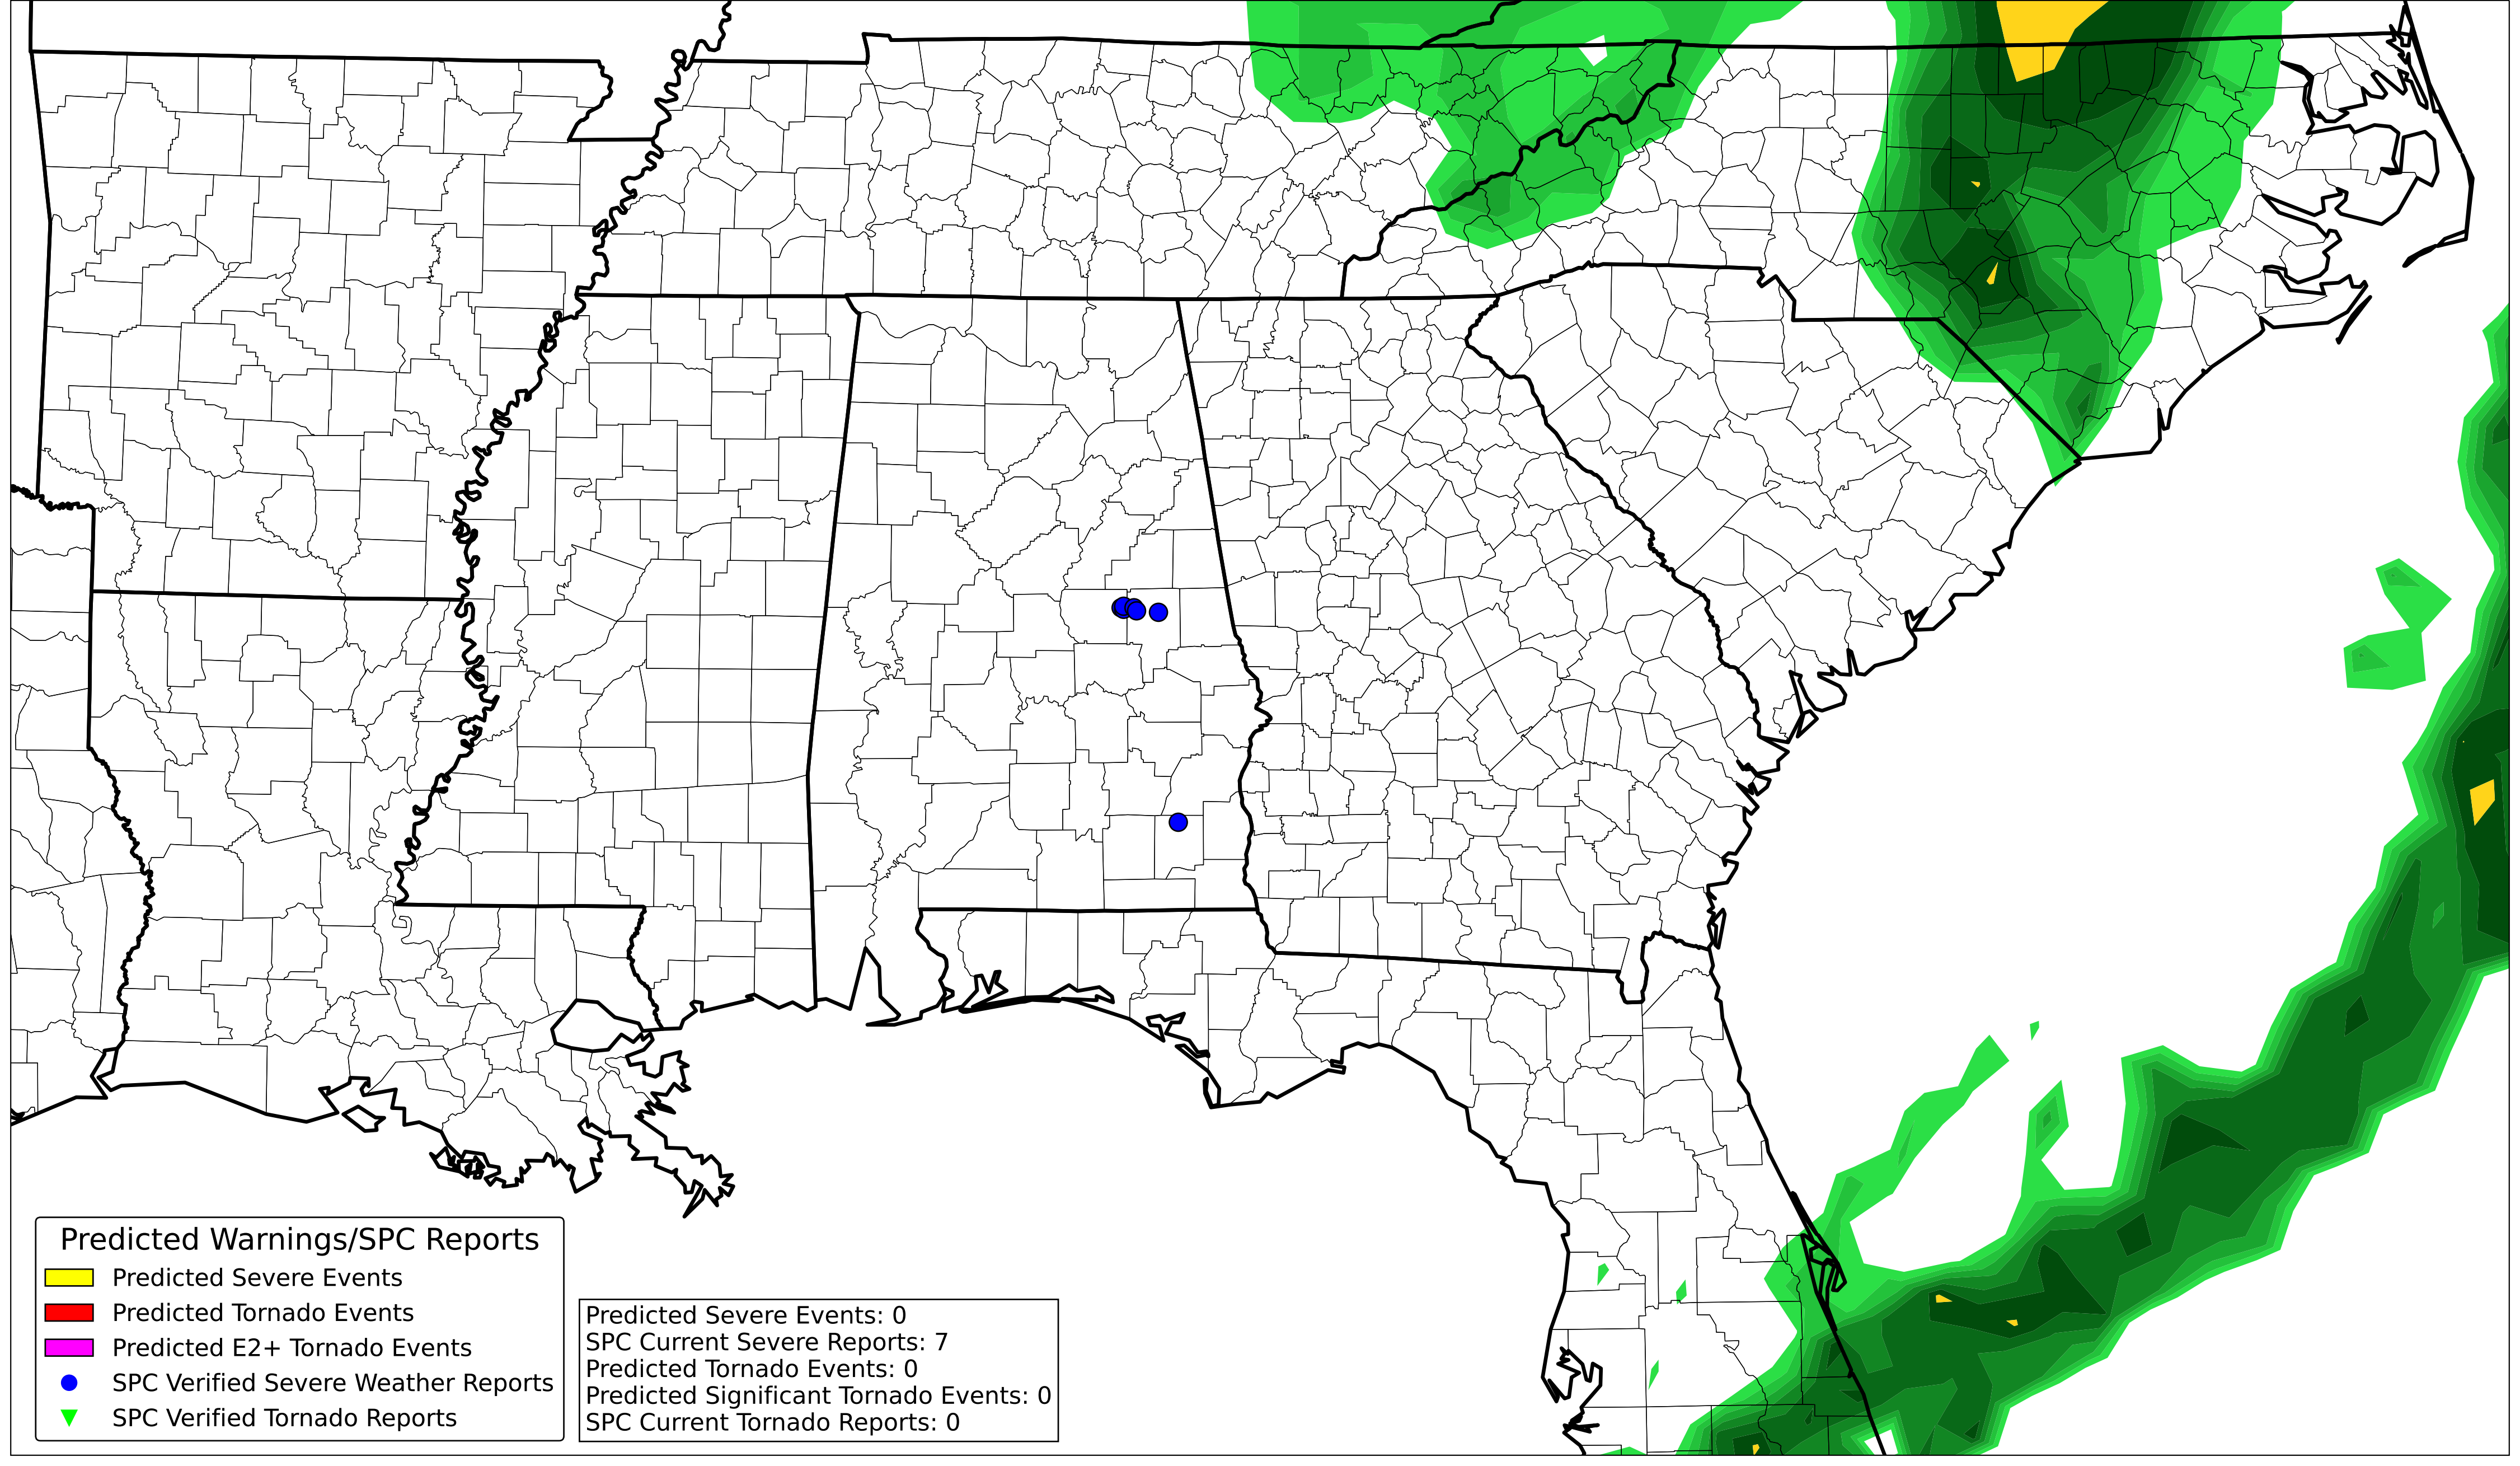 Predicted Warnings/SPC Reports
Predicted Severe Events
Predicted Tornado Events
Predicted E2+ Tornado Events
SPC Verified Severe Weather Reports
SPC Verified Tornado Reports
Predicted Severe Events: 0
SPC Current Severe Reports: 7
Predicted Tornado Events: 0
Predicted Significant Tornado Events: 0
SPC Current Tornado Reports: 0